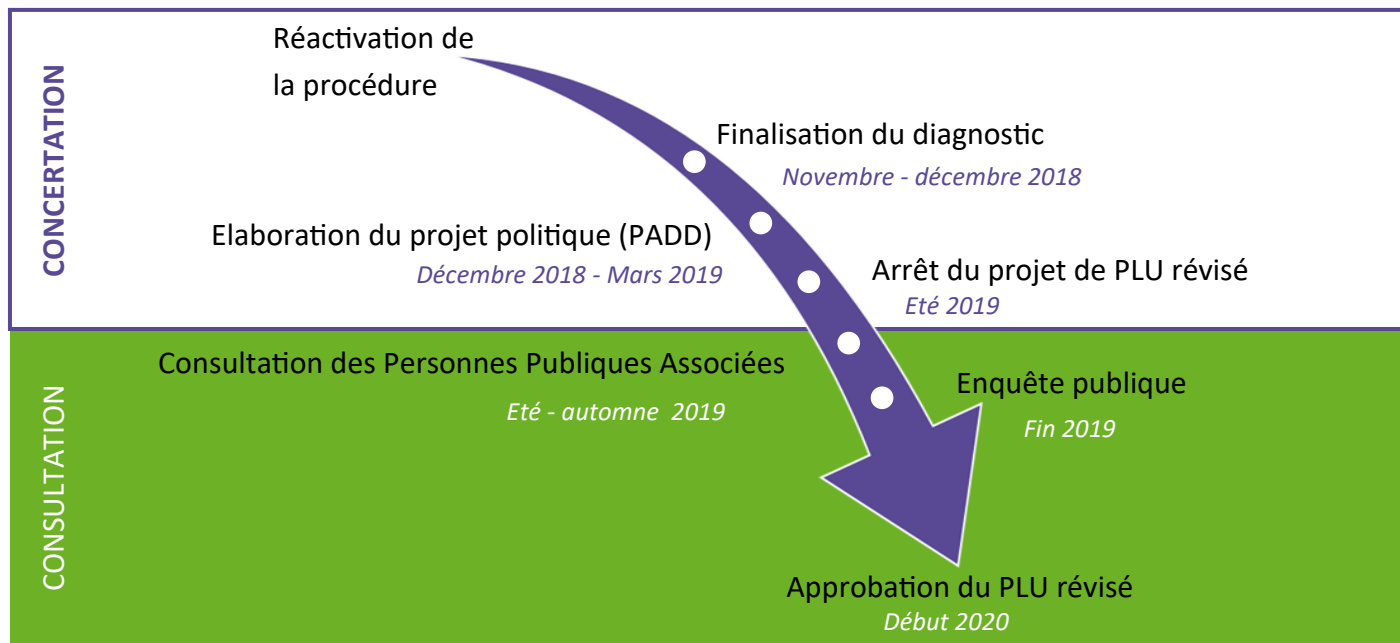 CONCERTATION
Réactivation de
la procédure
Finalisation du diagnostic
Novembre - décembre 2018
Elaboration du projet politique (PADD)
Décembre 2018 - Mars 2019
Arrêt du projet de PLU révisé
Eté 2019
CONSULTATION
Consultation des Personnes Publiques Associées
Eté - automne  2019
Enquête publique
Fin 2019
Approbation du PLU révisé
Début 2020